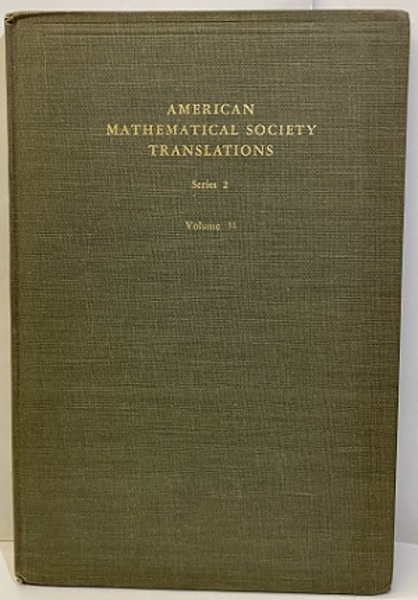 AMERICAN
MATHEMATICAL SOCIETY
TRANSLATIONS
Series 2
Volume